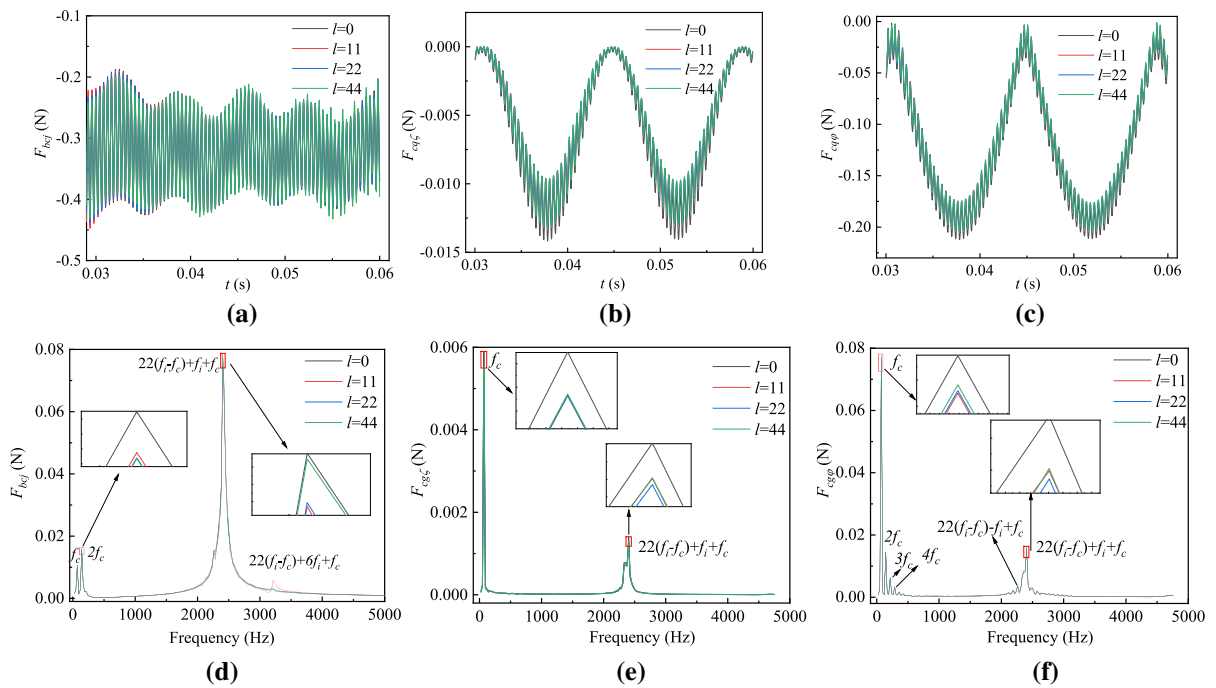 -0.1
-0.2
-0.3
-0.4
-0.5
F_bcj (N)
l=0
l=11
l=22
l=44
0.03 0.04 0.05 0.06
t (s)
(a)
0.000
-0.005
-0.010
-0.015
F_cqζ (N)
l=0
l=11
l=22
l=44
0.03 0.04 0.05 0.06
t (s)
(b)
0.00
-0.05
-0.10
-0.15
-0.20
F_cqφ (N)
l=0
l=11
l=22
l=44
0.03 0.04 0.05 0.06
t (s)
(c)
0.08
0.06
0.04
0.02
0.00
F_bcj (N)
22(f_i-f_c)+f_i+f_c
l=0
l=11
l=22
l=44
f_c
2f_c
22(f_i-f_c)+6f_i+f_c
0 1000 2000 3000 4000 5000
Frequency (Hz)
(d)
0.006
0.004
0.002
0.000
F_cgζ (N)
f_c
l=0
l=11
l=22
l=44
22(f_i-f_c)+f_i+f_c
0 1000 2000 3000 4000 5000
Frequency (Hz)
(e)
0.08
0.06
0.04
0.02
0.00
F_cgφ (N)
f_c
l=0
l=11
l=22
l=44
22(f_i-f_c)-f_i+f_c
2f_c
3f_c
4f_c
22(f_i-f_c)+f_i+f_c
0 1000 2000 3000 4000 5000
Frequency (Hz)
(f)